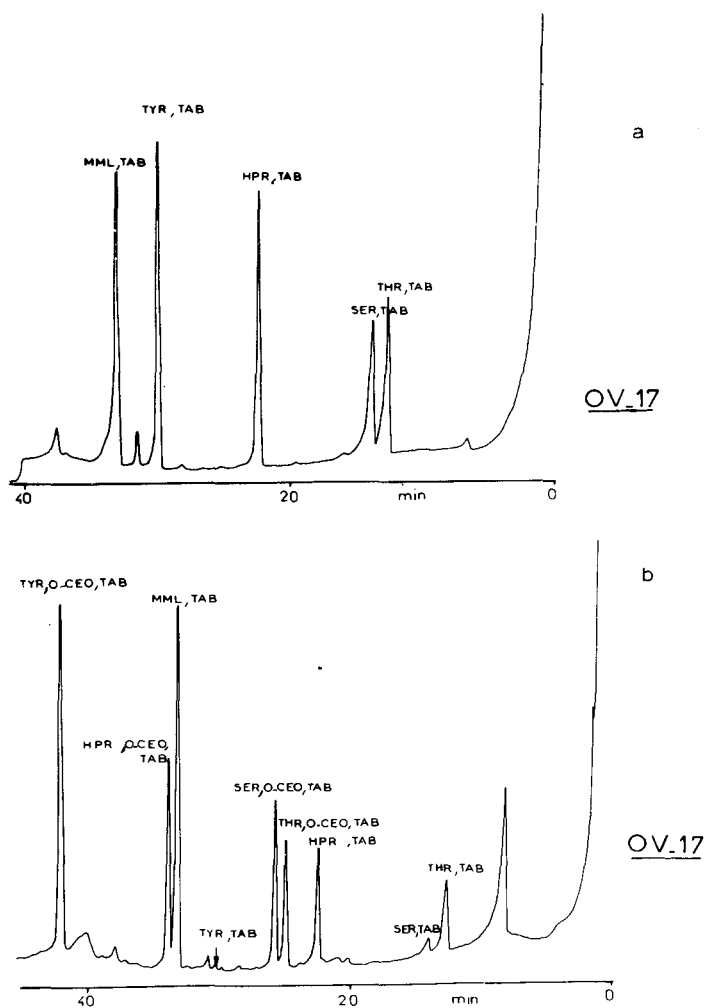 TYR, TAB
a
MML, TAB
HPR, TAB
THR, TAB
SER, TAB
OV-17
40
20
min
0
b
TYR,O-CEO, TAB
MML, TAB
HPR ,O-CEO,
TAB
SER,O-CEO, TAB
THR,O-CEO, TAB
HPR , TAB
OV-17
THR, TAB
TYR, TAB
SER, TAB
40
20
min
0